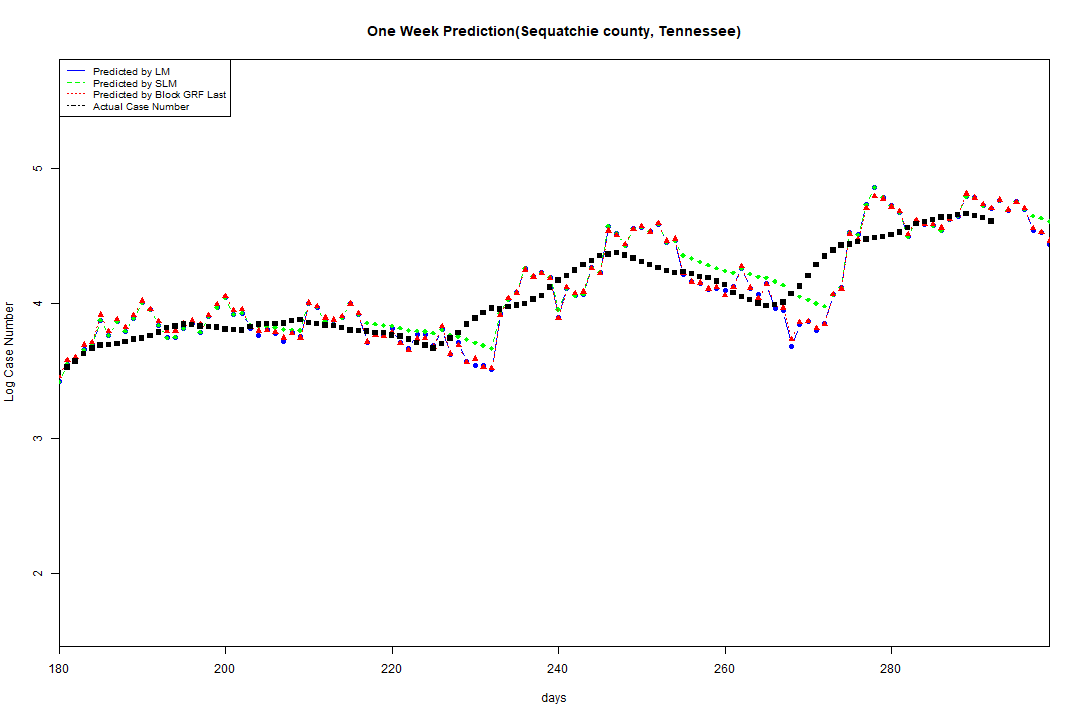 One Week Prediction(Sequatchie county, Tennessee)
Predicted by LM
Predicted by SLM
Predicted by Block GRF Last
Actual Case Number
5
4
3
2
Log Case Number
180 200 220 240 260 280
days